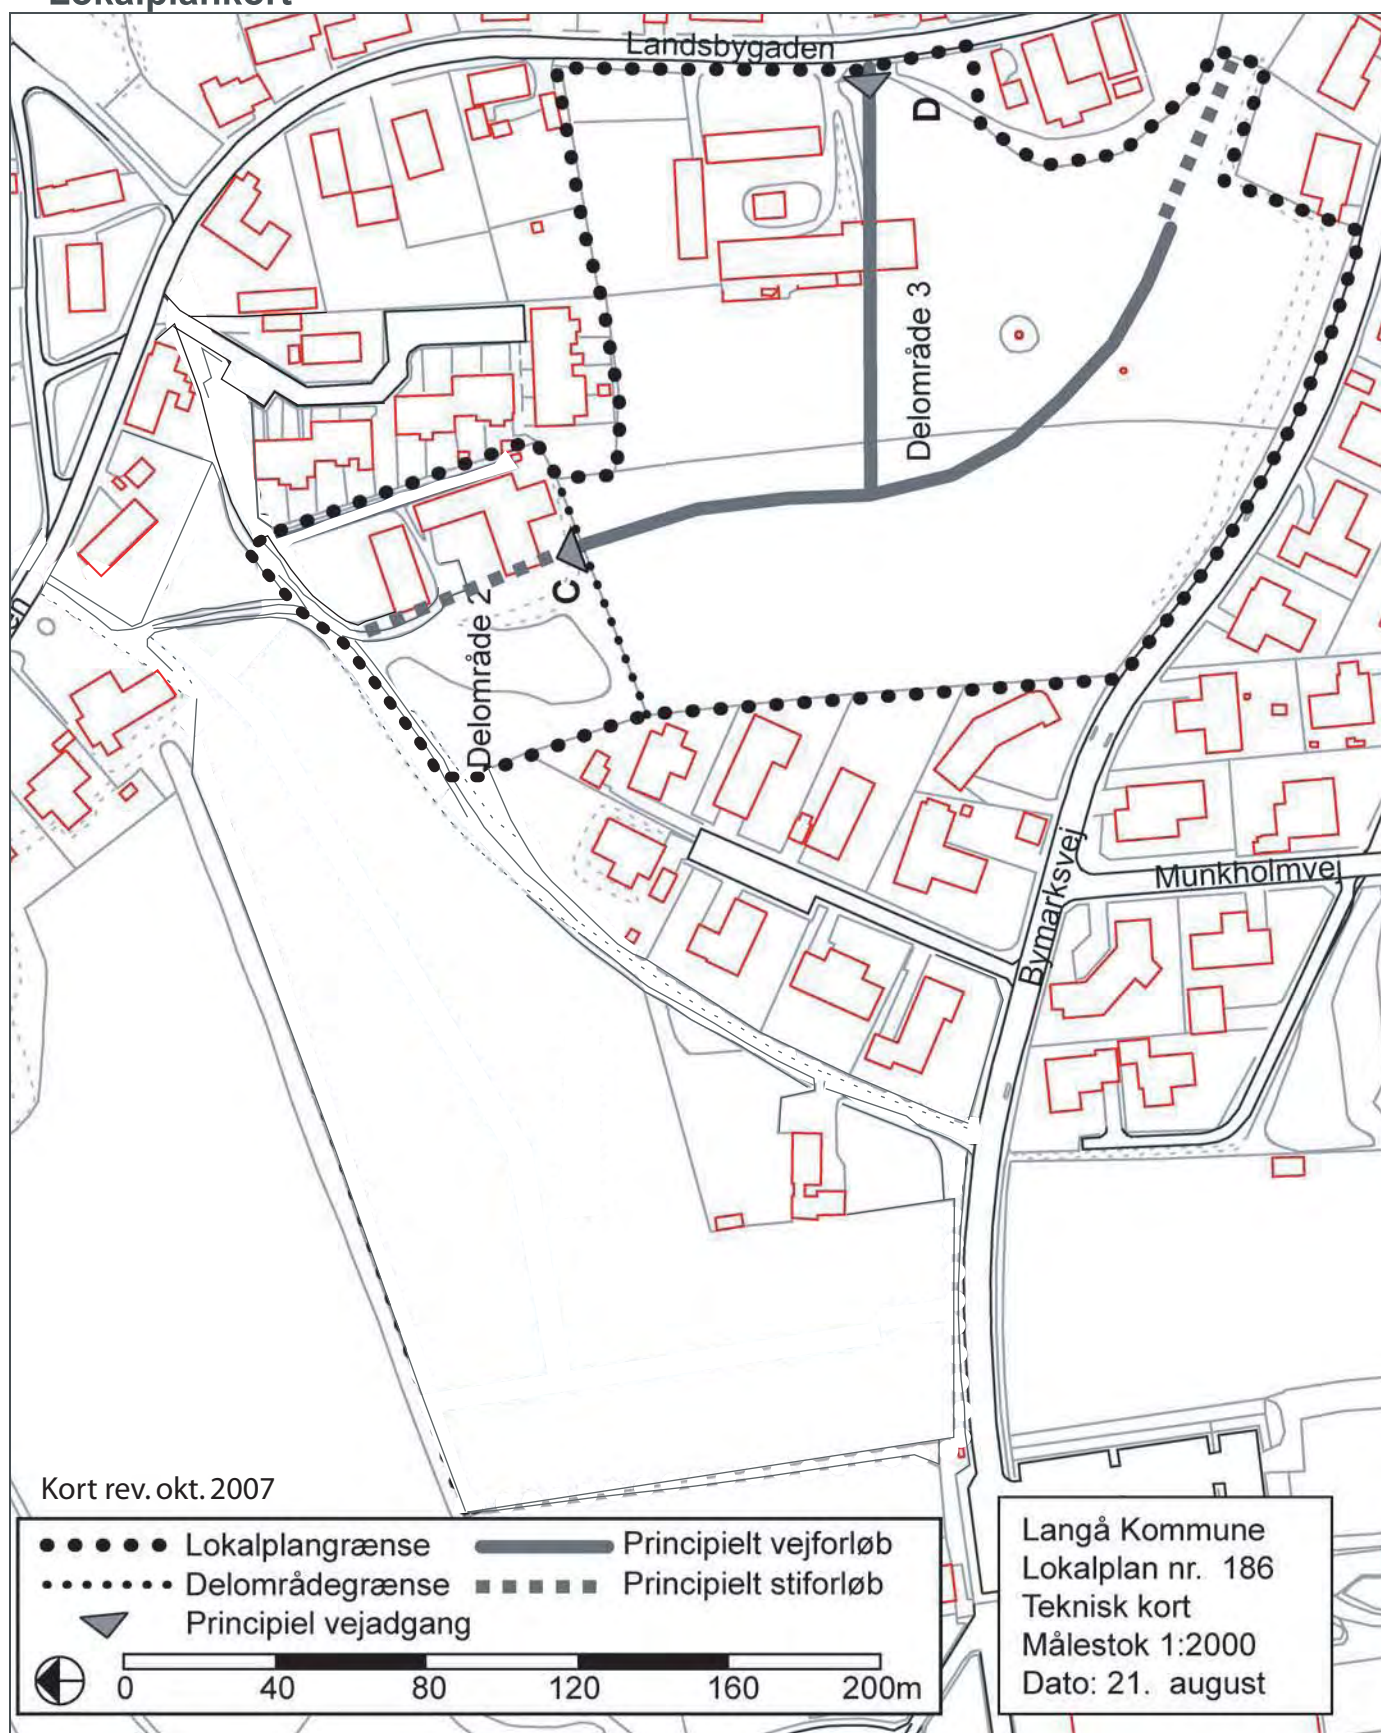 Lokalplankort
Landsbygaden
D
Delområde 3
C
Delområde 2
Bymarksvej
Munkholmvej
Kort rev. okt. 2007
Lokalplangrænse
Principielt vejforløb
Delområdegrænse
Principielt stiforløb
Principiel vejadgang
0 40 80 120 160 200m
Langå Kommune
Lokalplan nr. 186
Teknisk kort
Målestok 1:2000
Dato: 21. august